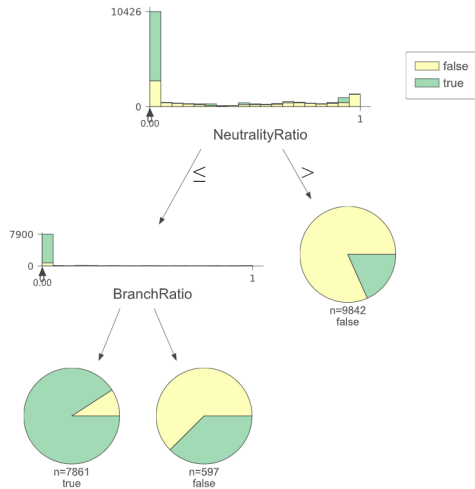 10426
false
true
0
0.00
1
NeutralityRatio
≤
>
7900
0
0.00
1
BranchRatio
n=9842
false
n=7861
true
n=597
false